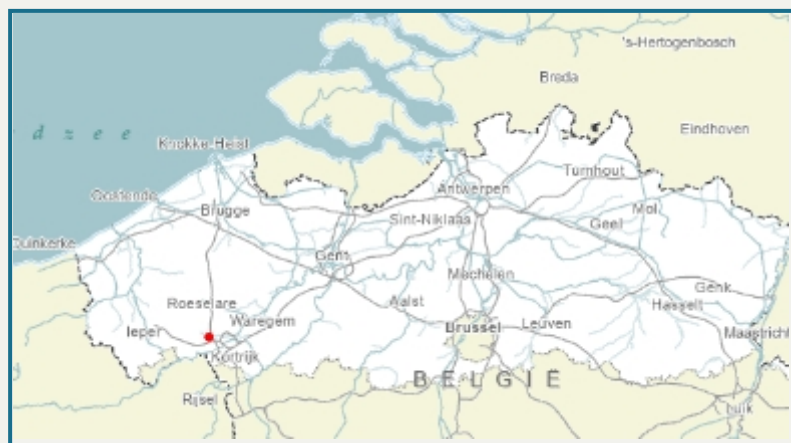 's-Hertogenbosch
Breda
d z e e
Eindhoven
Knokke-Heist
Turnhout
Antwerpen
Oostende
Brugge
Sint-Niklaas
Mol
Geel
Duinkerke
Gent
Mechelen
Genk
Roeselare
Aalst
Hasselt
Ieper
Waregem
Brussel
Leuven
Maastricht
Kortrijk
BELGIË
Rijsel
Luik